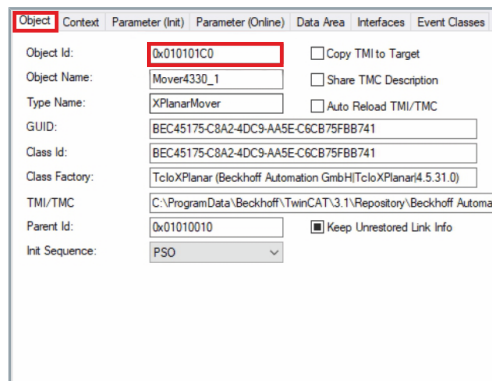 Object Context Parameter (Init) Parameter (Online) Data Area Interfaces Event Classes
Object Id: 0x010101C0 Copy TMI to Target
Object Name: Mover4330_1 Share TMC Description
Type Name: XPlanarMover Auto Reload TMI/TMC
GUID: BEC45175-C8A2-4DC9-AA5E-C6CB75FBB741
Class Id: BEC45175-C8A2-4DC9-AA5E-C6CB75FBB741
Class Factory: TcIoXPlanar (Beckhoff Automation GmbH|TcIoXPlanar|4.5.31.0)
TMI/TMC C:\ProgramData\Beckhoff\TwinCAT\3.1\Repository\Beckhoff Automa
Parent Id: 0x01010010 Keep Unrestored Link Info
Init Sequence: PSO